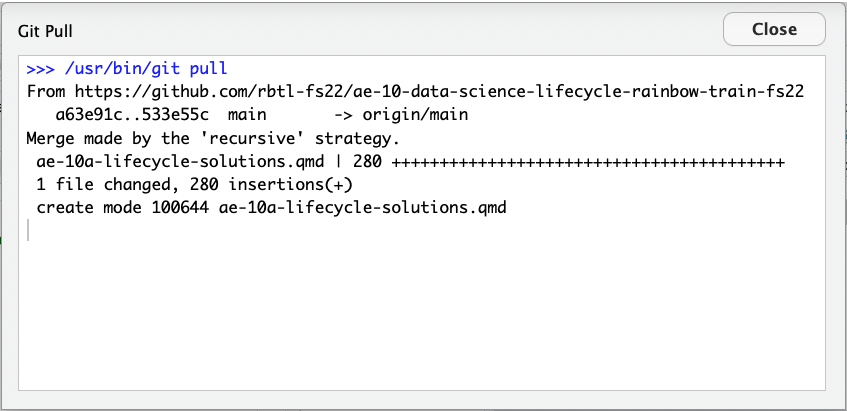 Git Pull
Close
>>> /usr/bin/git pull
From https://github.com/rbtl-fs22/ae-10-data-science-lifecycle-rainbow-train-fs22
   a63e91c..533e55c  main       -> origin/main
Merge made by the 'recursive' strategy.
 ae-10a-lifecycle-solutions.qmd | 280 +++++++++++++++++++++++++++++++++++++++++
 1 file changed, 280 insertions(+)
 create mode 100644 ae-10a-lifecycle-solutions.qmd